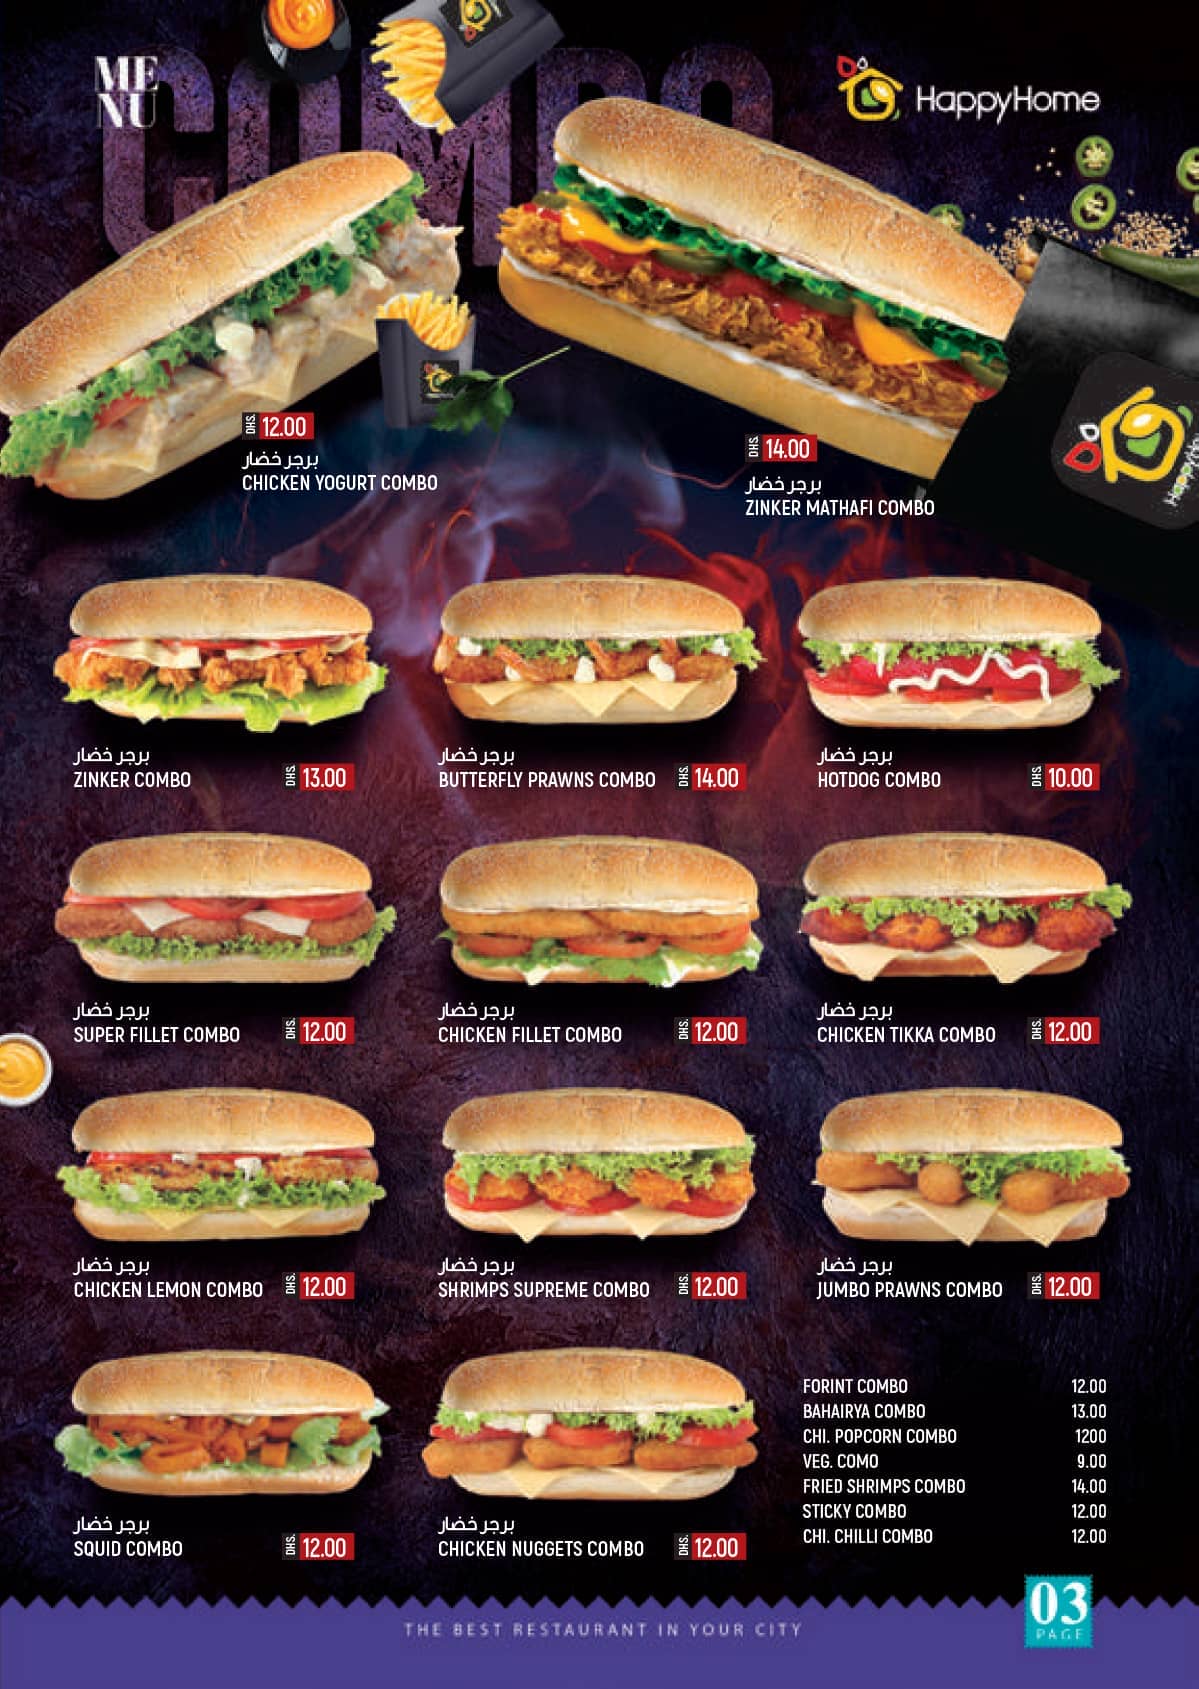 ME
NU
COMBO
HappyHome
DHS. 12.00
برجر خضار
CHICKEN YOGURT COMBO
DHS. 14.00
برجر خضار
ZINKER MATHAFI COMBO
برجر خضار
ZINKER COMBO DHS. 13.00
برجر خضار
BUTTERFLY PRAWNS COMBO DHS. 14.00
برجر خضار
HOTDOG COMBO DHS. 10.00
برجر خضار
SUPER FILLET COMBO DHS. 12.00
برجر خضار
CHICKEN FILLET COMBO DHS. 12.00
برجر خضار
CHICKEN TIKKA COMBO DHS. 12.00
برجر خضار
CHICKEN LEMON COMBO DHS. 12.00
برجر خضار
SHRIMPS SUPREME COMBO DHS. 12.00
برجر خضار
JUMBO PRAWNS COMBO DHS. 12.00
برجر خضار
SQUID COMBO DHS. 12.00
برجر خضار
CHICKEN NUGGETS COMBO DHS. 12.00
FORINT COMBO 12.00
BAHAIRYA COMBO 13.00
CHI. POPCORN COMBO 1200
VEG. COMO 9.00
FRIED SHRIMPS COMBO 14.00
STICKY COMBO 12.00
CHI. CHILLI COMBO 12.00
THE BEST RESTAURANT IN YOUR CITY
03
PAGE